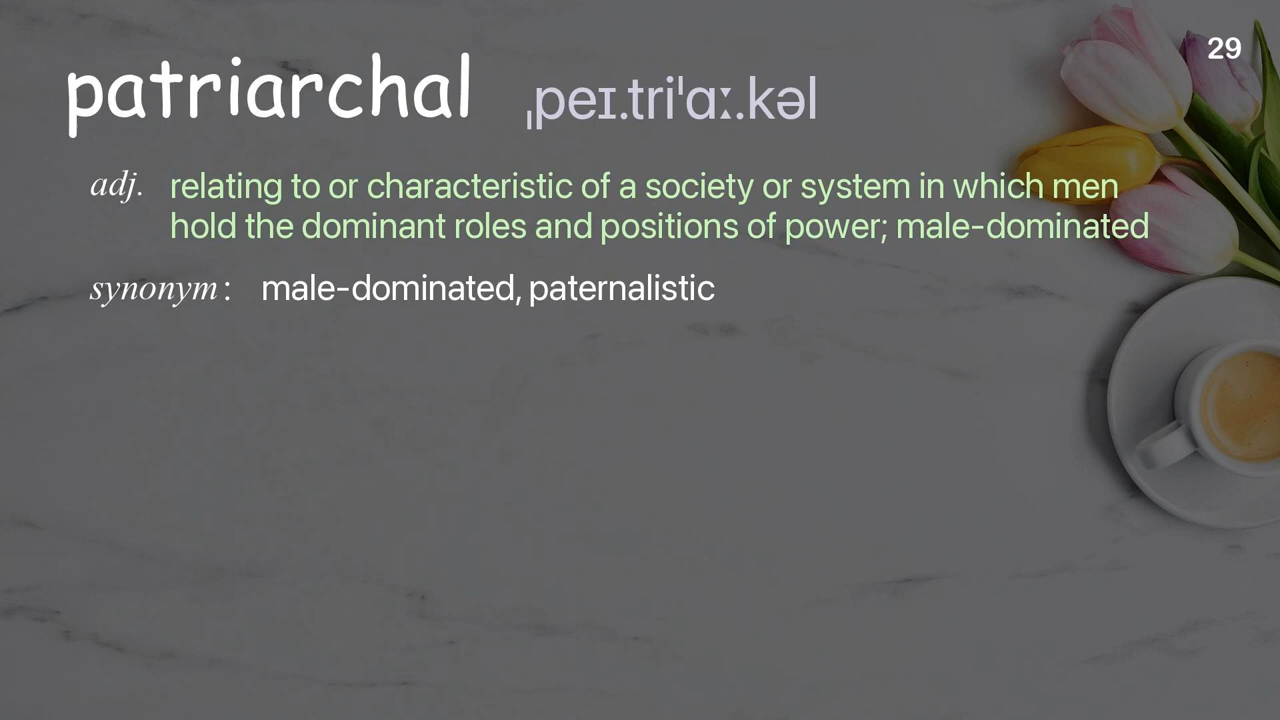 29
patriarchal ˌpeɪ.triˈɑː.kəl
adj. relating to or characteristic of a society or system in which men
hold the dominant roles and positions of power; male-dominated
synonym: male-dominated, paternalistic